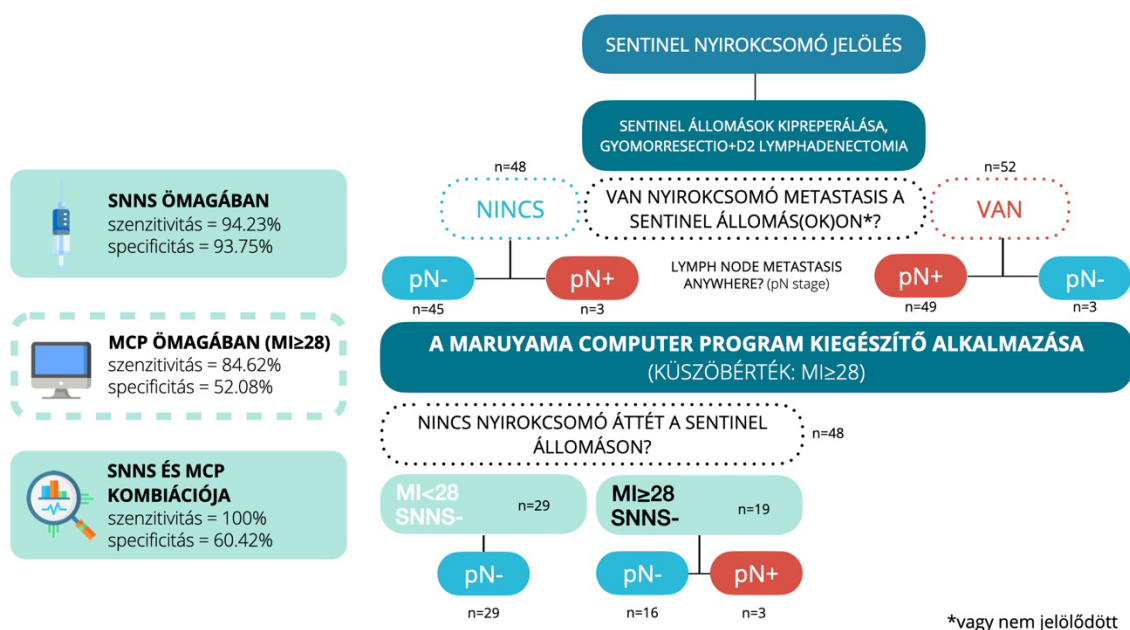 SENTINEL NYIROKCSOMÓ JELÖLÉS
SENTINEL ÁLLOMÁSOK KIPREPERÁLÁSA,
GYOMORRESECTIO+D2 LYMPHADENECTOMIA
n=48
n=52
NINCS
VAN NYIROKCSOMÓ METASTASIS A
SENTINEL ÁLLOMÁS(OK)ON*?
VAN
pN-
pN+
LYMPH NODE METASTASIS
ANYWHERE? (pN stage)
pN+
pN-
n=45
n=3
n=49
n=3
A MARUYAMA COMPUTER PROGRAM KIEGÉSZÍTŐ ALKALMAZÁSA
(KÜSZÖBÉRTÉK: MI≥28)
NINCS NYIROKCSOMÓ ÁTTÉT A SENTINEL
ÁLLOMÁSON?
n=48
MI<28
SNNS-
n=29
MI≥28
SNNS-
n=19
pN-
pN-
pN+
n=29
n=16
n=3
*vagy nem jelölődött
SNNS ÖMAGÁBAN
szenzitivitás = 94.23%
specificitás = 93.75%
MCP ÖMAGÁBAN (MI≥28)
szenzitivitás = 84.62%
specificitás = 52.08%
SNNS ÉS MCP
KOMBIÁCIÓJA
szenzitivitás = 100%
specificitás = 60.42%